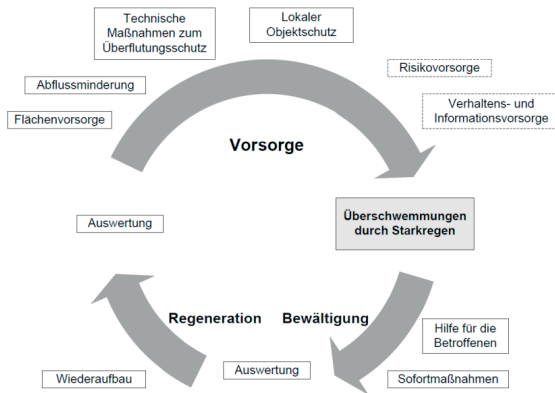 Technische
Maßnahmen zum
Überflutungsschutz
Lokaler
Objektschutz
Risikovorsorge
Abflussminderung
Verhaltens- und
Informationsvorsorge
Flächenvorsorge
Vorsorge
Auswertung
Überschwemmungen
durch Starkregen
Regeneration
Bewältigung
Hilfe für die
Betroffenen
Auswertung
Wiederaufbau
Sofortmaßnahmen